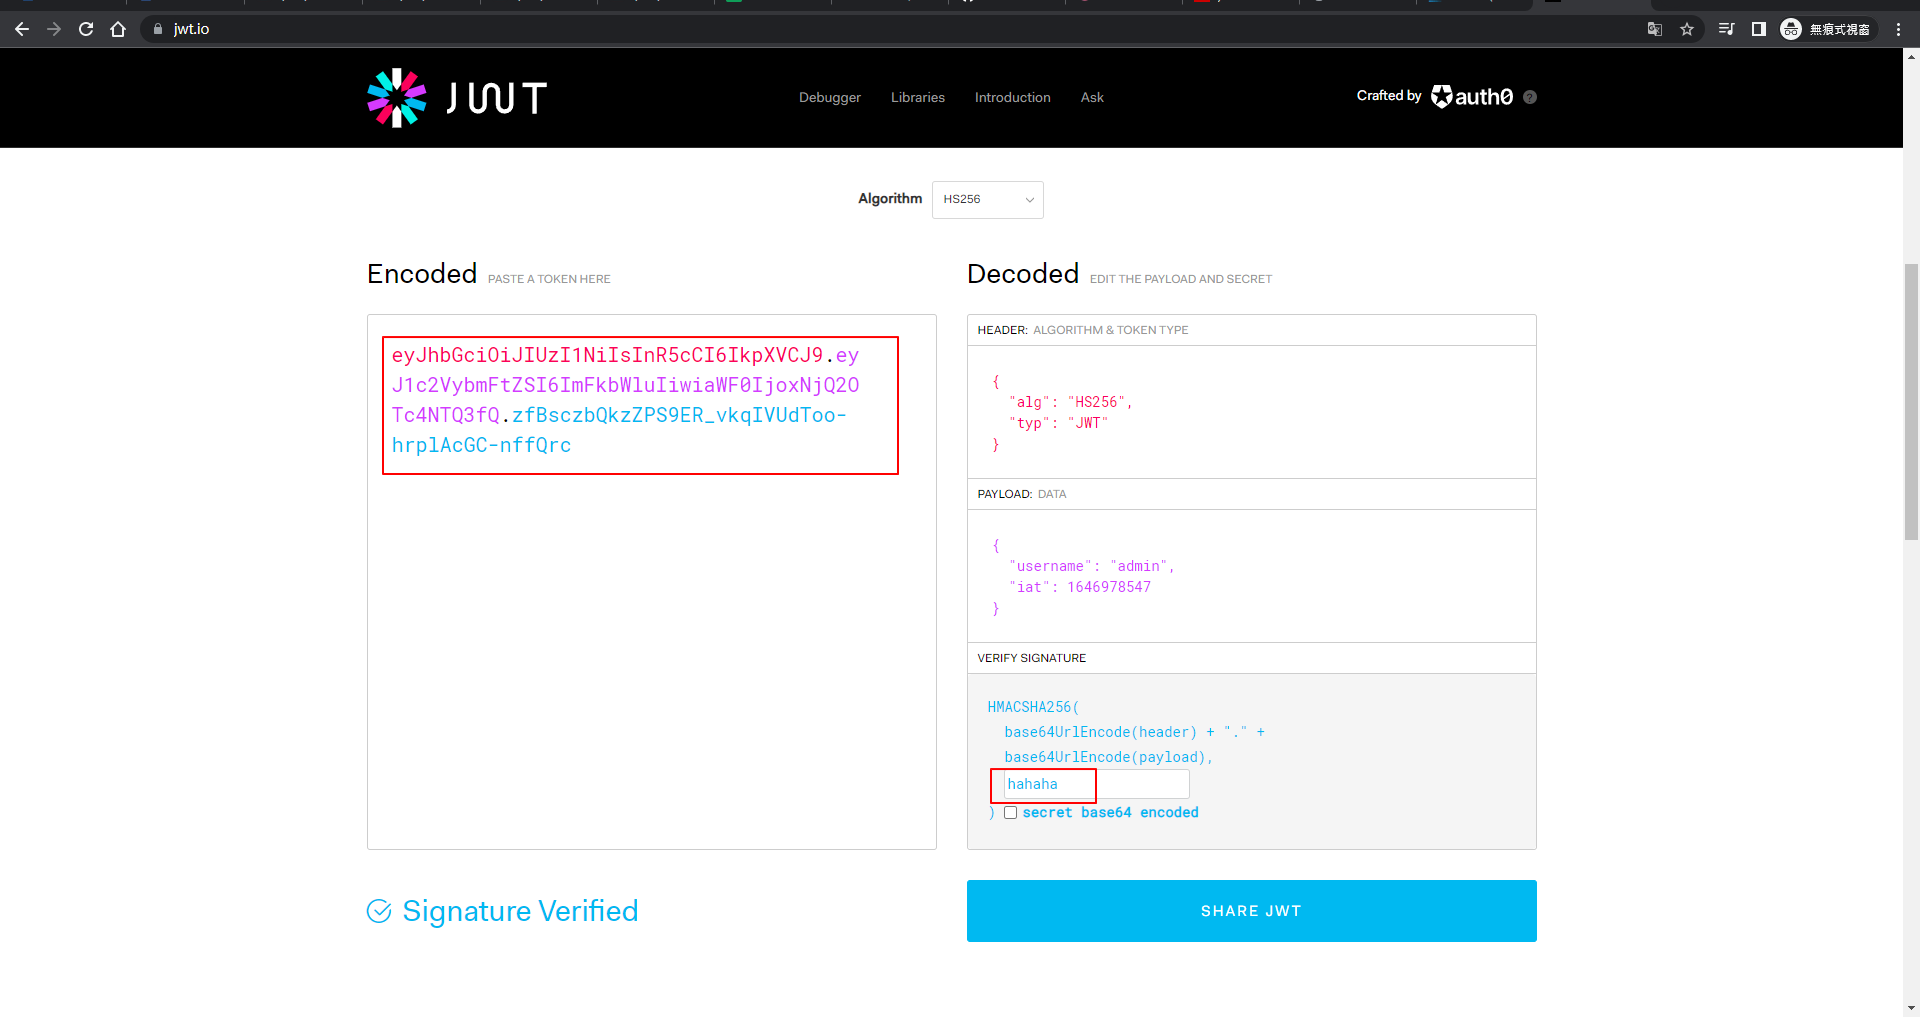 jwt.io
無痕式視窗
JWT
Debugger
Libraries
Introduction
Ask
Crafted by auth0
Algorithm
HS256
Encoded PASTE A TOKEN HERE
eyJhbGciOiJIUzI1NiIsInR5cCI6IkpXVCJ9.ey
J1c2VybmFtZSI6ImFkbWluIiwiaWF0IjoxNjQ2O
Tc4NTQ3fQ.zfBsczbQkzZPS9ER_vkqIVUdToo-
hrplAcGC-nffQrc
Signature Verified
Decoded EDIT THE PAYLOAD AND SECRET
HEADER: ALGORITHM & TOKEN TYPE
{
"alg": "HS256",
"typ": "JWT"
}
PAYLOAD: DATA
{
"username": "admin",
"iat": 1646978547
}
VERIFY SIGNATURE
HMACSHA256(
base64UrlEncode(header) + "." +
base64UrlEncode(payload),
hahaha
) secret base64 encoded
SHARE JWT